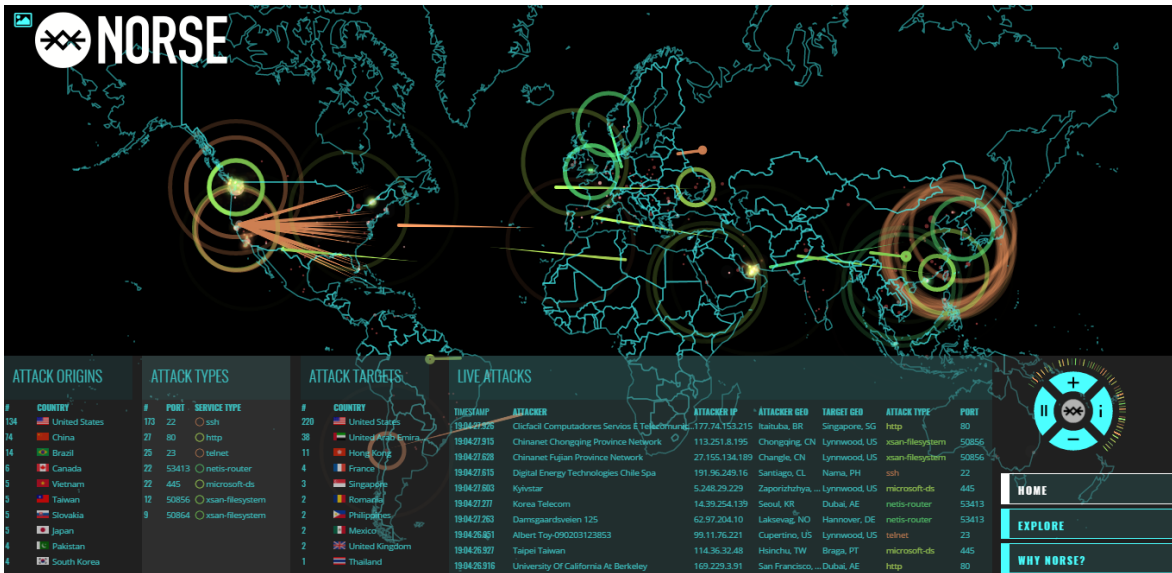 NORSE
ATTACK ORIGINS
# COUNTRY
134 United States
74 China
14 Brazil
6 Canada
5 Vietnam
5 Taiwan
5 Slovakia
5 Japan
4 Pakistan
4 South Korea
ATTACK TYPES
# PORT SERVICE TYPE
173 22 ssh
27 80 http
25 23 telnet
22 53413 netis-router
22 445 microsoft-ds
12 50856 xsan-filesystem
9 50864 xsan-filesystem
ATTACK TARGETS
# COUNTRY
220 United States
38 United Arab Emira...
11 Hong Kong
4 France
3 Singapore
2 Romania
2 Philippines
2 Mexico
2 United Kingdom
1 Thailand
LIVE ATTACKS
TIMESTAMP ATTACKER ATTACKER IP ATTACKER GEO TARGET GEO ATTACK TYPE PORT
Clicfacil Computadores Servios E Telecomunic... 177.74.153.215 Itaituba, BR Singapore, SG http 80
19:04:27.915 Chinanet Chongqing Province Network 113.251.8.195 Chongqing, CN Lynnwood, US xsan-filesystem 50856
19:04:27.628 Chinanet Fujian Province Network 27.155.134.189 Changle, CN Lynnwood, US xsan-filesystem 50856
19:04:27.615 Digital Energy Technologies Chile Spa 191.96.249.16 Santiago, CL Nama, PH ssh 22
19:04:27.603 Kyivstar 5.248.29.229 Zaporizhzhya, ... Lynnwood, US microsoft-ds 445
19:04:27.277 Korea Telecom 14.39.254.139 Seoul, KR Dubai, AE netis-router 53413
19:04:27.263 Damsgaardsveien 125 62.97.204.10 Laksevag, NO Hannover, DE netis-router 53413
Albert Toy-090203123853 99.11.76.221 Cupertino, US Lynnwood, US telnet 23
19:04:26.927 Taipei Taiwan 114.36.32.48 Hsinchu, TW Braga, PT microsoft-ds 445
19:04:26.916 University Of California At Berkeley 169.229.3.91 San Francisco, ... Dubai, AE http 80
HOME
EXPLORE
WHY NORSE?